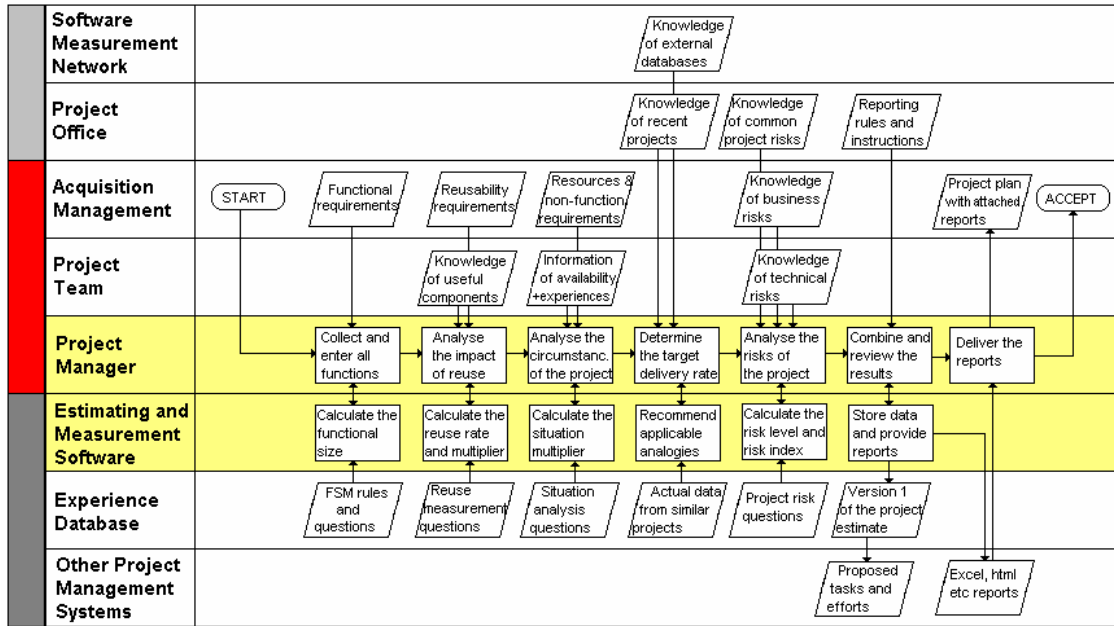 Software
Measurement
Network
Knowledge
of external
databases
Project
Office
Knowledge
of recent
projects
Knowledge
of common
project risks
Reporting
rules and
instructions
Acquisition
Management
START
Functional
requirements
Reusability
requirements
Resources &
non-function.
requirements
Knowledge
of business
risks
Project plan
with attached
reports
ACCEPT
Project
Team
Knowledge
of useful
components
Information
of availability
+experiences
Knowledge
of technical
risks
Project
Manager
Collect and
enter all
functions
Analyse
the impact
of reuse
Analyse the
circumstanc.
of the project
Determine
the target
delivery rate
Analyse the
risks of
the project
Combine and
review the
results
Deliver the
reports
Estimating and
Measurement
Software
Calculate the
functional
size
Calculate the
reuse rate
and multiplier
Calculate the
situation
multiplier
Recommend
applicable
analogies
Calculate the
risk level and
risk index
Store data
and provide
reports
Experience
Database
FSM rules
and
questions
Reuse
measurement
questions
Situation
analysis
questions
Actual data
from similar
projects
Project risk
questions
Version 1
of the project
estimate
Other Project
Management
Systems
Proposed
tasks and
efforts
Excel, html
etc reports